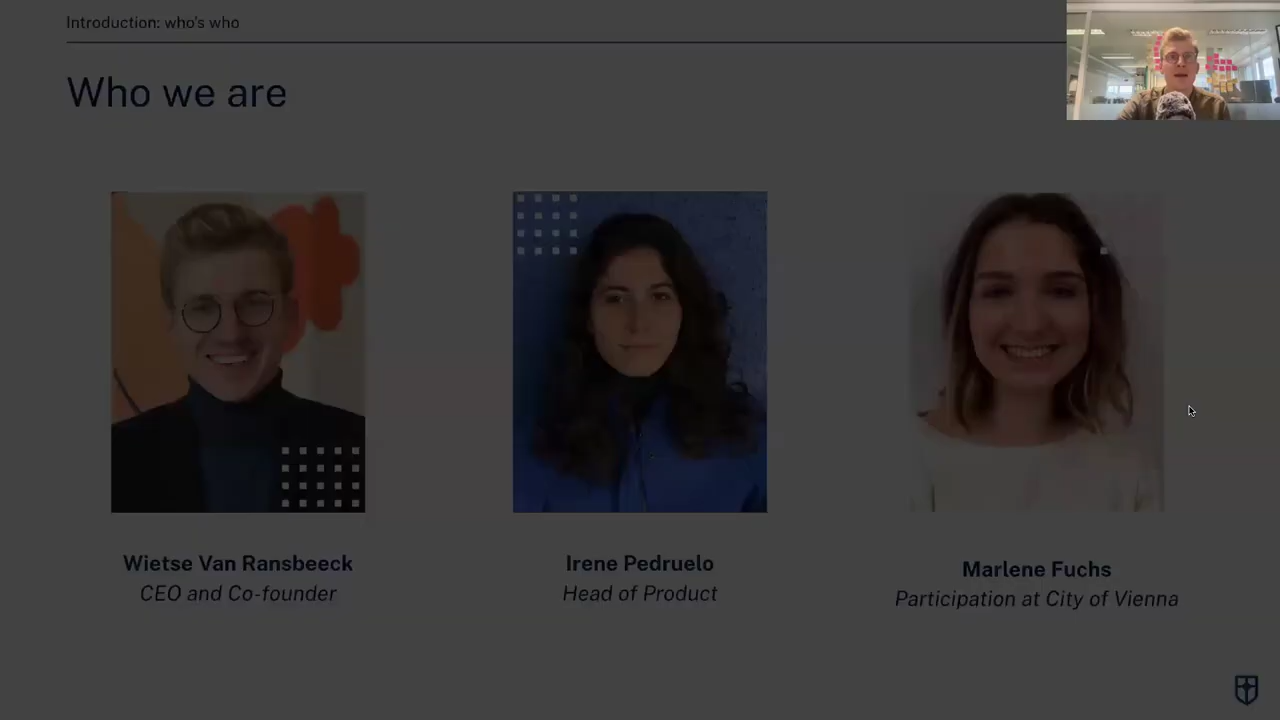 Introduction: who's who
Who we are
Wietse Van Ransbeeck
CEO and Co-founder
Irene Pedruelo
Head of Product
Marlene Fuchs
Participation at City of Vienna